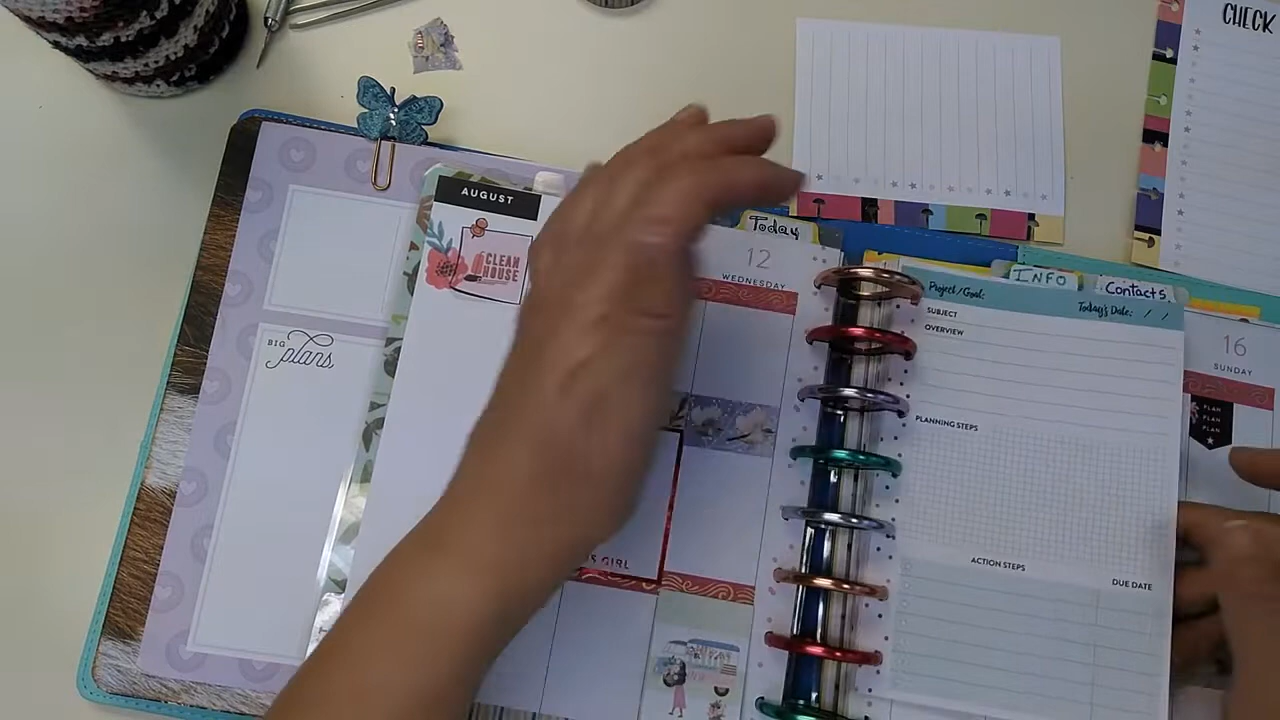 CHECK
AUGUST
CLEAN
HOUSE
Today
12
WEDNESDAY
INFO
Contacts
Project/Goal:
Today's Date: / /
SUBJECT
OVERVIEW
16
SUNDAY
BIG
plans
PLAN
PLAN
PLAN
PLANNING STEPS
GIRL
ACTION STEPS
DUE DATE